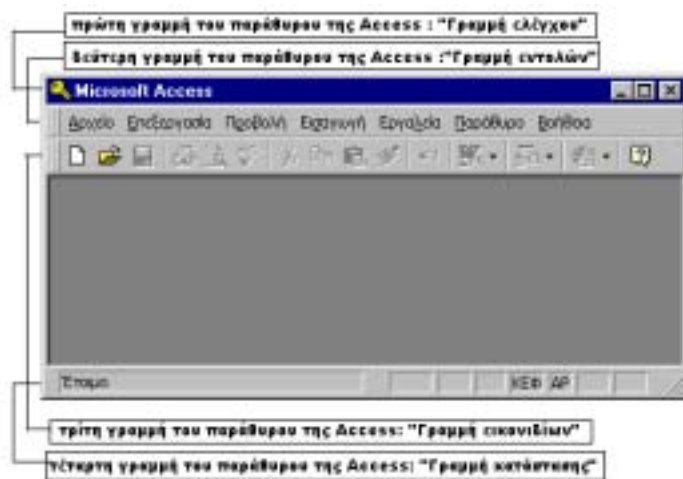 πρώτη γραμμή του παράθυρου της Access : "Γραμμή ελέγχου"
δεύτερη γραμμή του παράθυρου της Access :"Γραμμή εντολών"
Microsoft Access
Αρχείο Επεξεργασία Προβολή Εισαγωγή Εργαλεία Παράθυρο Βοήθεια
Έτοιμο ΚΕΦ ΑΡ
τρίτη γραμμή του παράθυρου της Access: "Γραμμή εικονιδίων"
τέταρτη γραμμή του παράθυρου της Access: "Γραμμή κατάστασης"